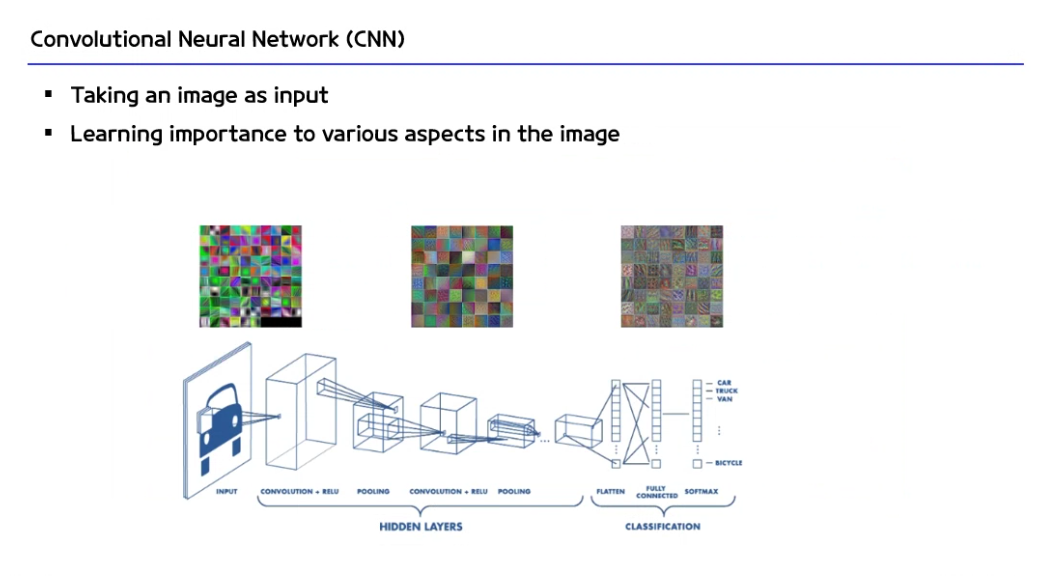 Convolutional Neural Network (CNN)
▪ Taking an image as input
▪ Learning importance to various aspects in the image
CAR
TRUCK
VAN
BICYCLE
INPUT
CONVOLUTION + RELU
POOLING
CONVOLUTION + RELU
POOLING
FLATTEN
FULLY
CONNECTED
SOFTMAX
HIDDEN LAYERS
CLASSIFICATION